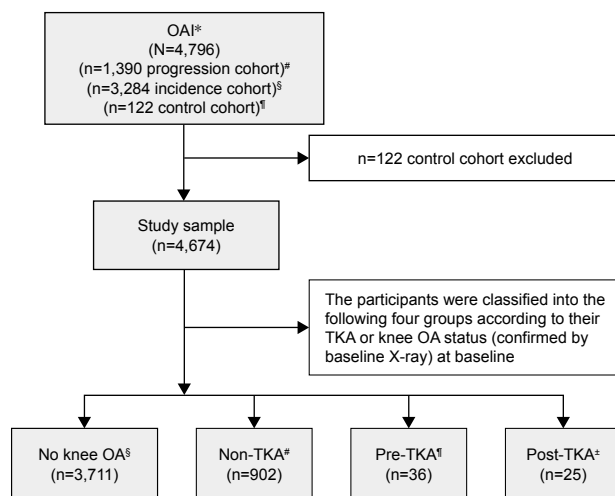 OAI*
(N=4,796)
(n=1,390 progression cohort)#
(n=3,284 incidence cohort)§
(n=122 control cohort)¶
n=122 control cohort excluded
Study sample
(n=4,674)
The participants were classified into the
following four groups according to their
TKA or knee OA status (confirmed by
baseline X-ray) at baseline
No knee OA§
(n=3,711)
Non-TKA#
(n=902)
Pre-TKA¶
(n=36)
Post-TKA±
(n=25)